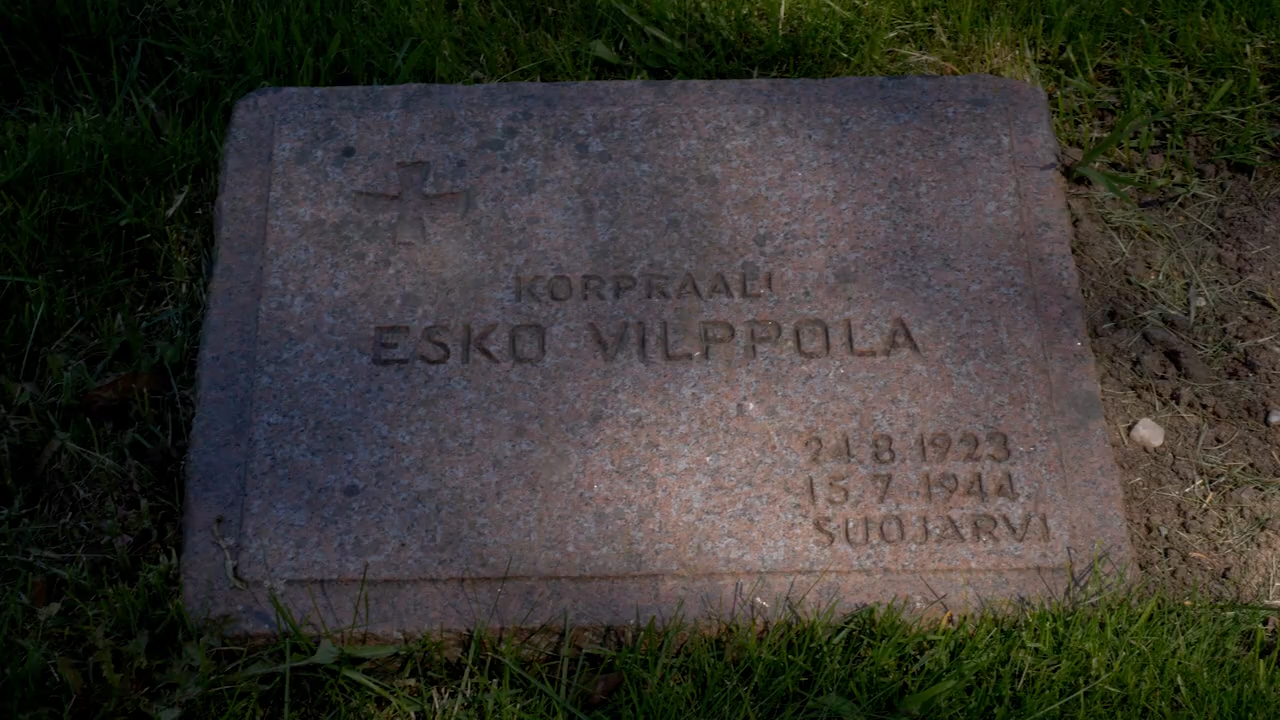 KORPRAALI
ESKO VILPPOLA
24.8.1923
15.7.1944
SUOJÄRVI